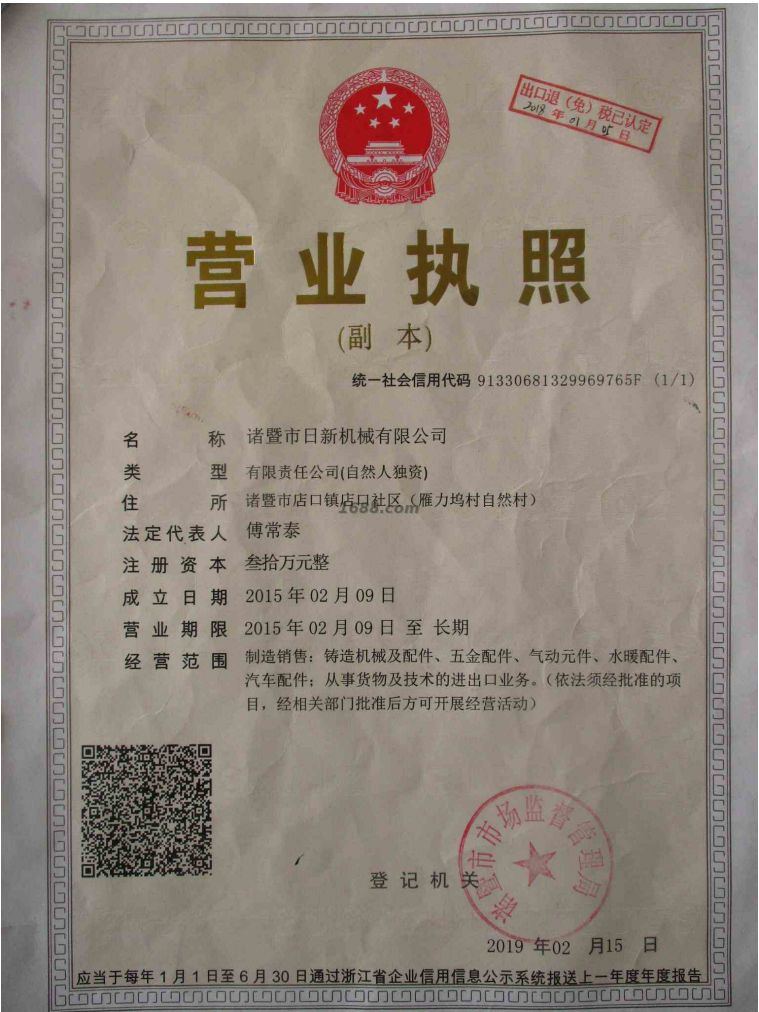 出口退（免）税已认定
2018年01月05日
营业执照
(副 本)
统一社会信用代码 91330681329969765F (1/1)
名称 诸暨市日新机械有限公司
类型 有限责任公司(自然人独资)
住所 诸暨市店口镇店口社区（雁力坞村自然村）
1688.com
法定代表人 傅常泰
注册资本 叁拾万元整
成立日期 2015年02月09日
营业期限 2015年02月09日 至 长期
经营范围 制造销售：铸造机械及配件、五金配件、气动元件、水暖配件、
汽车配件；从事货物及技术的进出口业务。（依法须经批准的项
目，经相关部门批准后方可开展经营活动）
诸暨市市场监督管理局
登记机关
2019年02月15日
应当于每年1月1日至6月30日通过浙江省企业信用信息公示系统报送上一年度年度报告